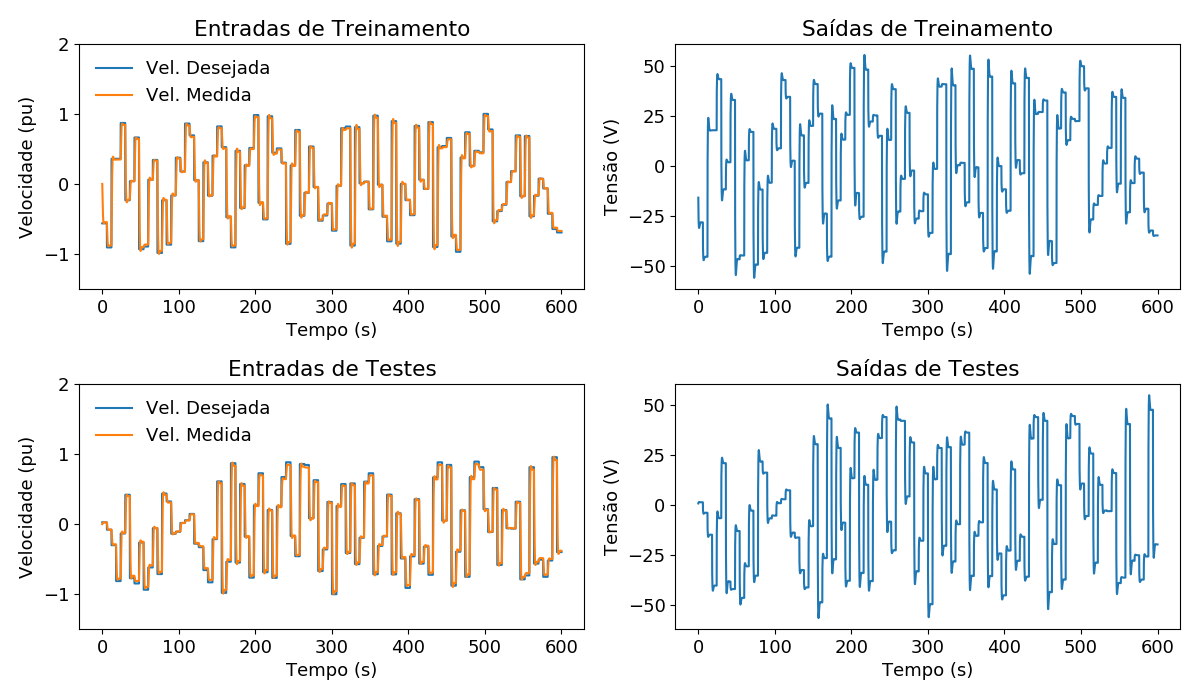 Entradas de Treinamento
2
1
0
−1
Velocidade (pu)
Vel. Desejada
Vel. Medida
0 100 200 300 400 500 600
Tempo (s)
Saídas de Treinamento
50
25
0
−25
−50
Tensão (V)
0 100 200 300 400 500 600
Tempo (s)
Entradas de Testes
2
1
0
−1
Velocidade (pu)
Vel. Desejada
Vel. Medida
0 100 200 300 400 500 600
Tempo (s)
Saídas de Testes
50
25
0
−25
−50
Tensão (V)
0 100 200 300 400 500 600
Tempo (s)